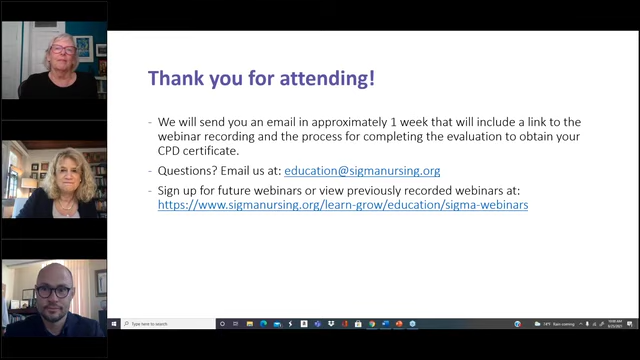 Thank you for attending!
- We will send you an email in approximately 1 week that will include a link to the
webinar recording and the process for completing the evaluation to obtain your
CPD certificate.
- Questions? Email us at: education@sigmanursing.org
- Sign up for future webinars or view previously recorded webinars at:
https://www.sigmanursing.org/learn-grow/education/sigma-webinars
Type here to search
Rain coming